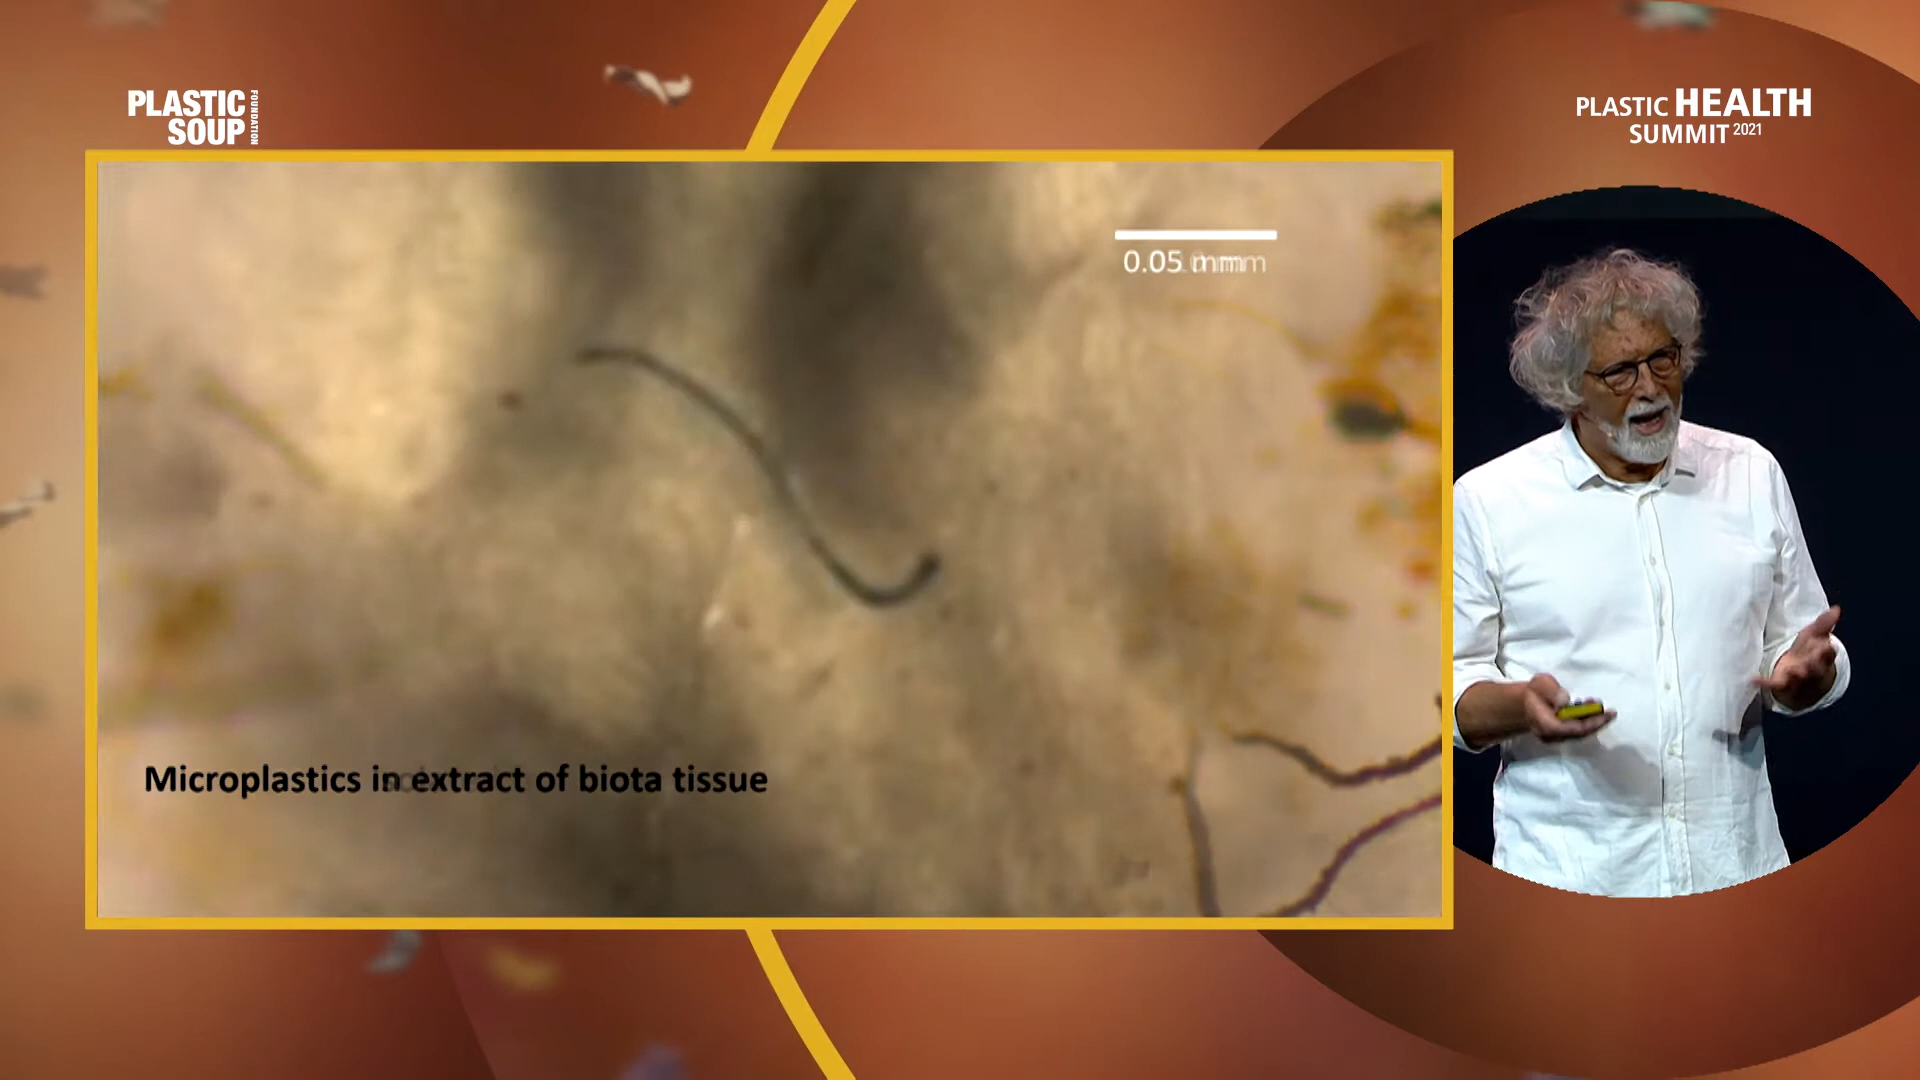 PLASTIC
SOUP
FOUNDATION
PLASTIC HEALTH
SUMMIT 2021
0.05 mm
Microplastics in extract of biota tissue